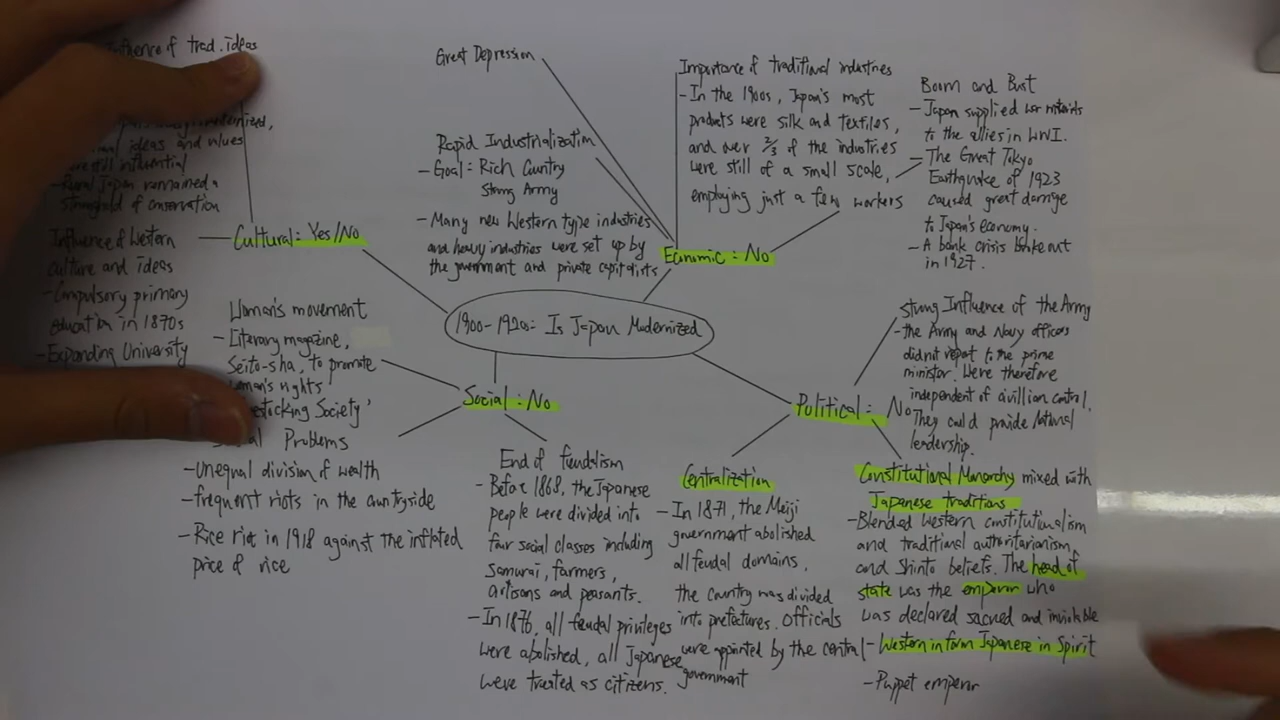 1900-1920s: Is Japan Modernized
Cultural: Yes/No
Influence of trad. ideas
ideas and values
still influential
- Rural Japan remained a
stronghold of conservation
Influence of Western
culture and ideas
- Compulsory primary
education in 1870s
- Expanding University
Great Depression
Rapid Industrialization
- Goal = Rich Country
Strong Army
- Many new Western type industries
and heavy industries were set up by
the government and private capitalists
Economic: No
Importance of traditional industries
- In the 1900s, Japan's most
products were silk and textiles,
and over 2/3 of the industries
were still of a small scale,
employing just a few workers
Boom and Bust
- Japan supplied war materials
to the allies in WWI.
- The Great Tokyo
Earthquake of 1923
caused great damage
to Japan's economy.
- A bank crisis broke out
in 1927.
Social: No
Woman's movement
- Literary magazine,
Seito-sha, to promote
woman's rights
Society'
Problems
- Unequal division of wealth
- frequent riots in the countryside
- Rice riot in 1918 against the inflated
price of rice
End of feudalism
- Before 1868, the Japanese
people were divided into
four social classes including
Samurai, farmers,
artisans and peasants.
- In 1876, all feudal privileges
were abolished, all Japanese
were treated as citizens.
Political: No
strong Influence of the Army
- the Army and Navy officers
didn't report to the prime
minister. Were therefore
independent of civillian control.
They could provide
leadership.
Centralization
- In 1871, the Meiji
government abolished
all feudal domains,
the country was divided
into prefectures. Officials
were appointed by the central
government
Constitutional Monarchy mixed with
Japanese traditions
- Blended western constitutionalism
and traditional authoritarianism
and Shinto beliefs. The head of
state was the emperor who
was declared sacred and inviolable
- Western in form Japanese in Spirit
- Puppet emperor